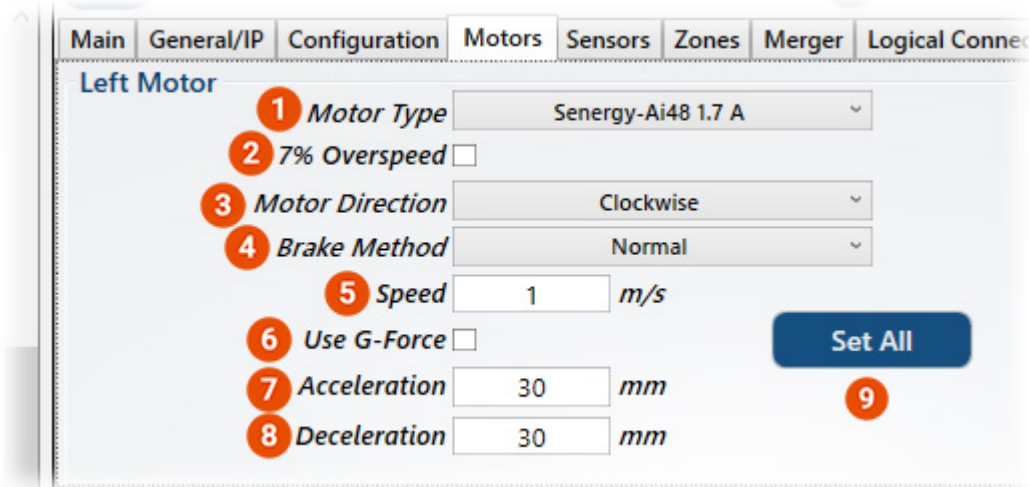 Main General/IP Configuration Motors Sensors Zones Merger Logical Connec
Left Motor
1 Motor Type Senergy-Ai48 1.7 A
2 7% Overspeed
3 Motor Direction Clockwise
4 Brake Method Normal
5 Speed 1 m/s
6 Use G-Force Set All
7 Acceleration 30 mm 9
8 Deceleration 30 mm